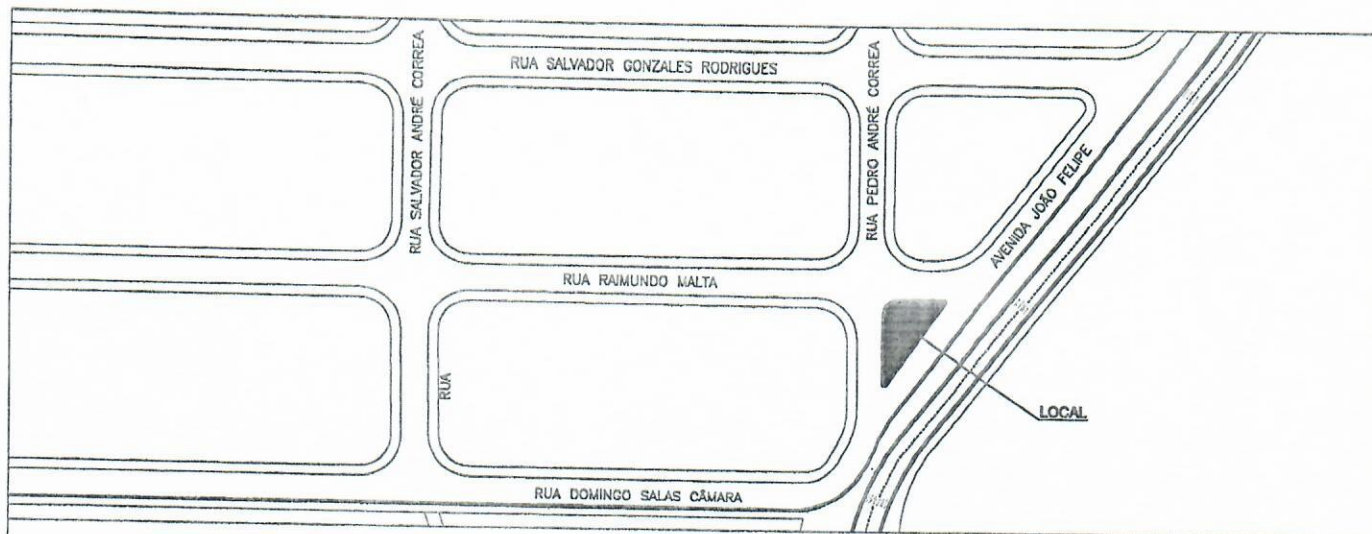 RUA SALVADOR GONZALES RODRIGUES
RUA SALVADOR ANDRÉ CORREA
RUA PEDRO ANDRÉ CORREA
AVENIDA JOÃO FELIPE
RUA RAIMUNDO MALTA
RUA
LOCAL
RUA DOMINGO SALAS CÂMARA